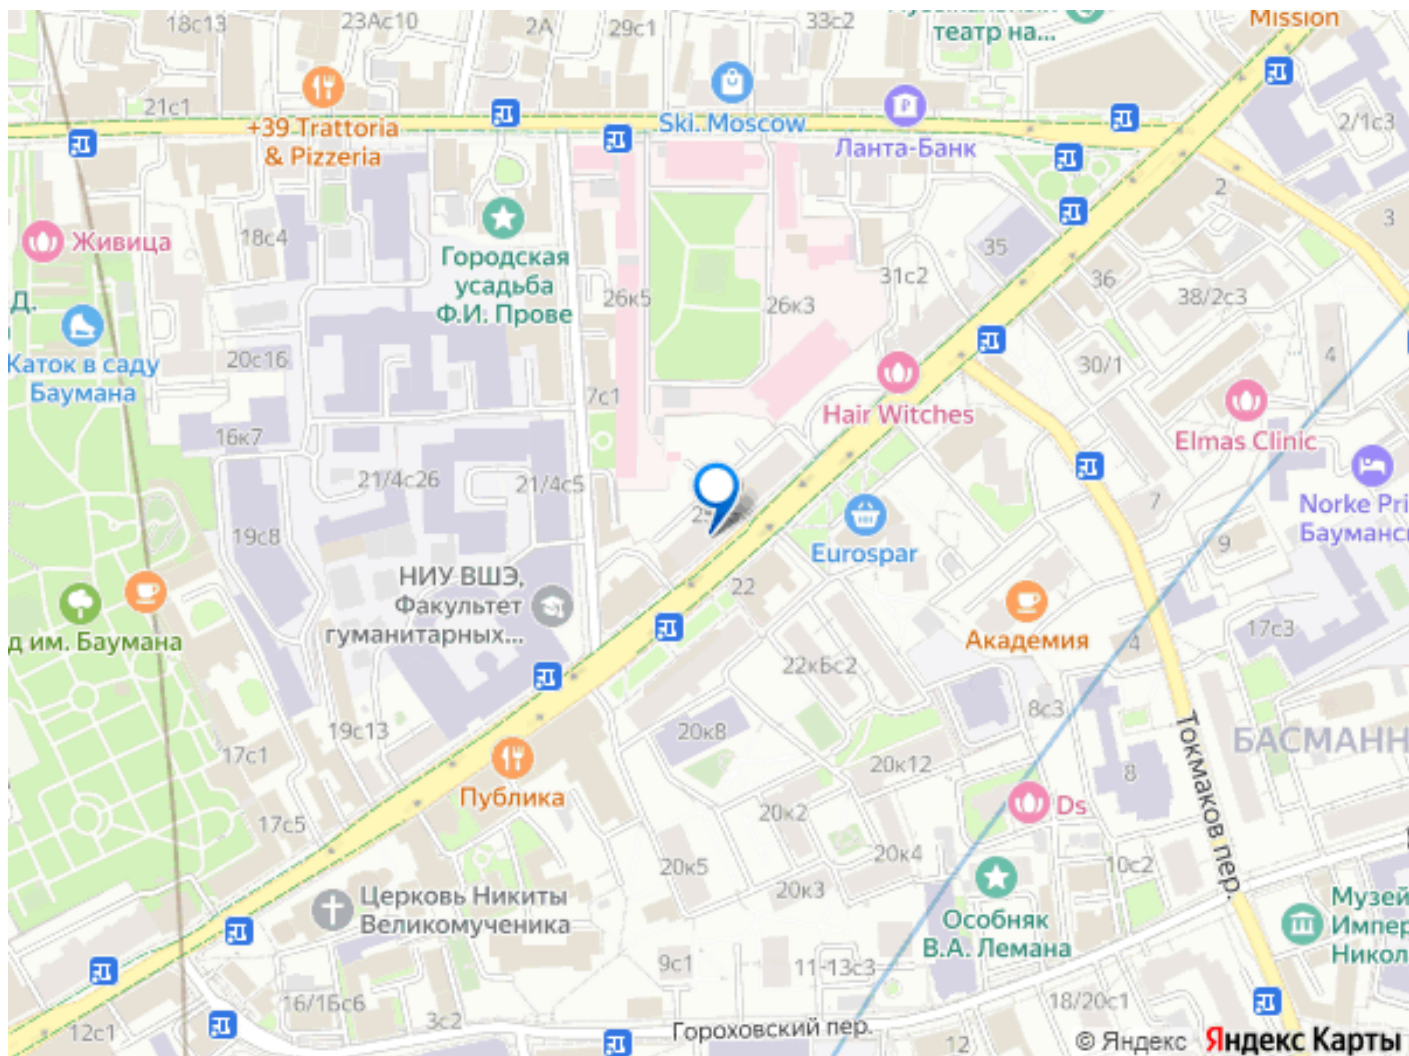 18с13
23Ас10
2А
29с1
33с2
театр на...
Mission
21с1
+39 Trattoria
& Pizzeria
Ski. Moscow
Ланта-Банк
2/1с3
2
3
Живица
18с4
Городская
усадьба
Ф.И. Прове
26к5
26к3
31с2
35
36
38/2с3
Д.
Каток в саду
Баумана
20с16
7с1
30/1
4
Hair Witches
Elmas Clinic
16к7
21/4с26
21/4с5
7
Norke Pri
Бауманс
19с8
Eurospar
9
НИУ ВШЭ,
Факультет
гуманитарных...
22
Академия
17с3
д им. Баумана
4
22кБс2
8с3
19с13
17с1
20к8
20к12
8
Токмаков пер.
БАСМАНН
Публика
17с5
20к2
Ds
20к5
20к4
20к3
10с2
Церковь Никиты
Великомученика
Особняк
В.А. Лемана
Музей
Импер
Никол
9с1
11-13с3
16/16с6
3с2
18/20с1
12с1
Гороховский пер.
12
© Яндекс Яндекс Карты